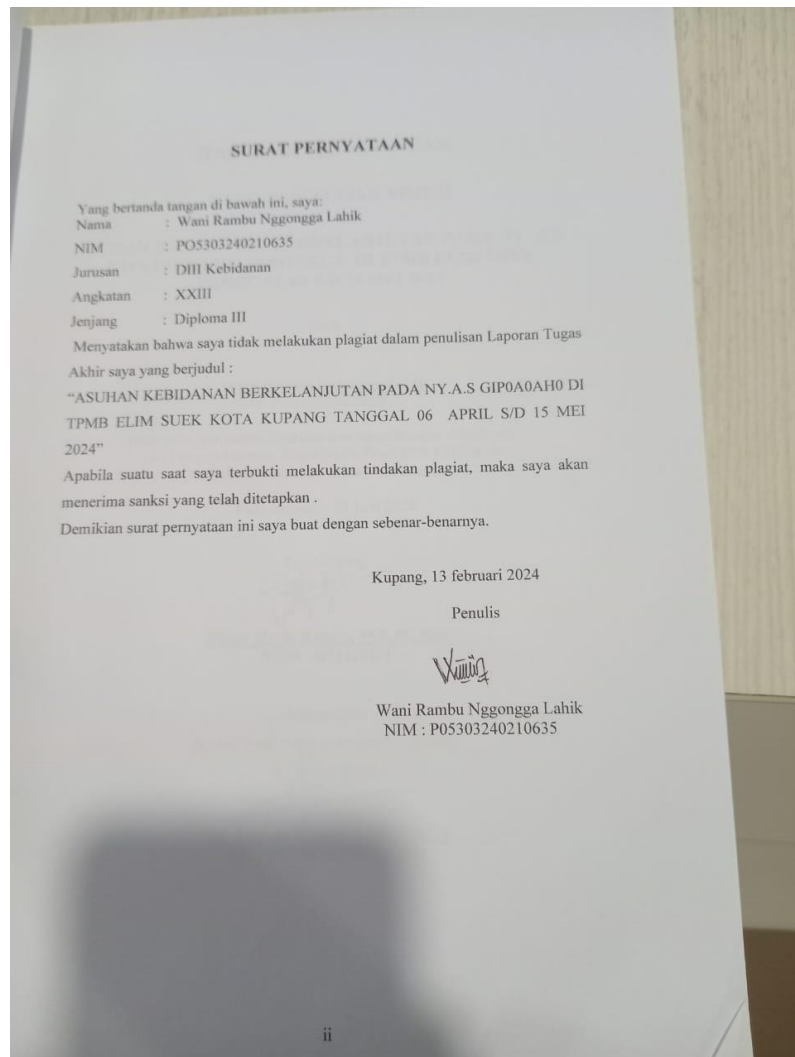 SURAT PERNYATAAN
Yang bertanda tangan di bawah ini, saya:
Nama : Wani Rambu Nggongga Lahik
NIM : PO5303240210635
Jurusan : DIII Kebidanan
Angkatan : XXIII
Jenjang : Diploma III
Menyatakan bahwa saya tidak melakukan plagiat dalam penulisan Laporan Tugas
Akhir saya yang berjudul :
“ASUHAN KEBIDANAN BERKELANJUTAN PADA NY.A.S GIP0A0AH0 DI
TPMB ELIM SUEK KOTA KUPANG TANGGAL 06 APRIL S/D 15 MEI
2024”
Apabila suatu saat saya terbukti melakukan tindakan plagiat, maka saya akan
menerima sanksi yang telah ditetapkan .
Demikian surat pernyataan ini saya buat dengan sebenar-benarnya.
Kupang, 13 februari 2024
Penulis
Wani Rambu Nggongga Lahik
NIM : P05303240210635
ii